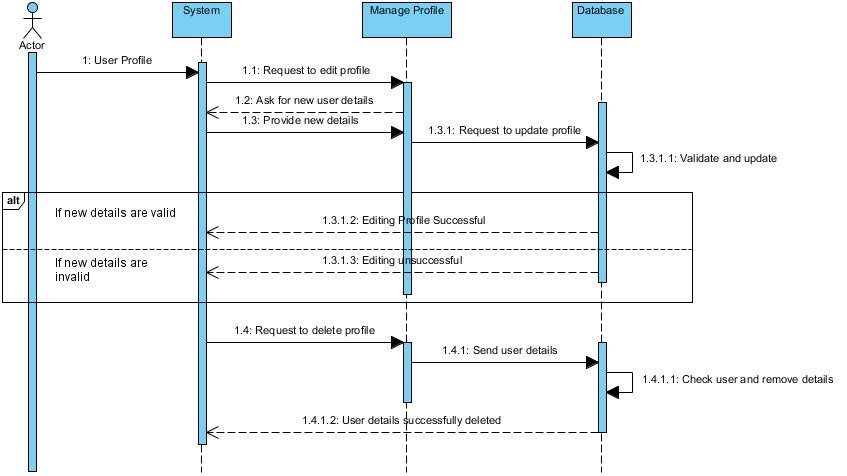 System
Manage Profile
Database
Actor
1: User Profile
1.1: Request to edit profile
1.2: Ask for new user details
1.3: Provide new details
1.3.1: Request to update profile
1.3.1.1: Validate and update
alt
If new details are valid
1.3.1.2: Editing Profile Successful
If new details are
invalid
1.3.1.3: Editing unsuccessful
1.4: Request to delete profile
1.4.1: Send user details
1.4.1.1: Check user and remove details
1.4.1.2: User details successfully deleted